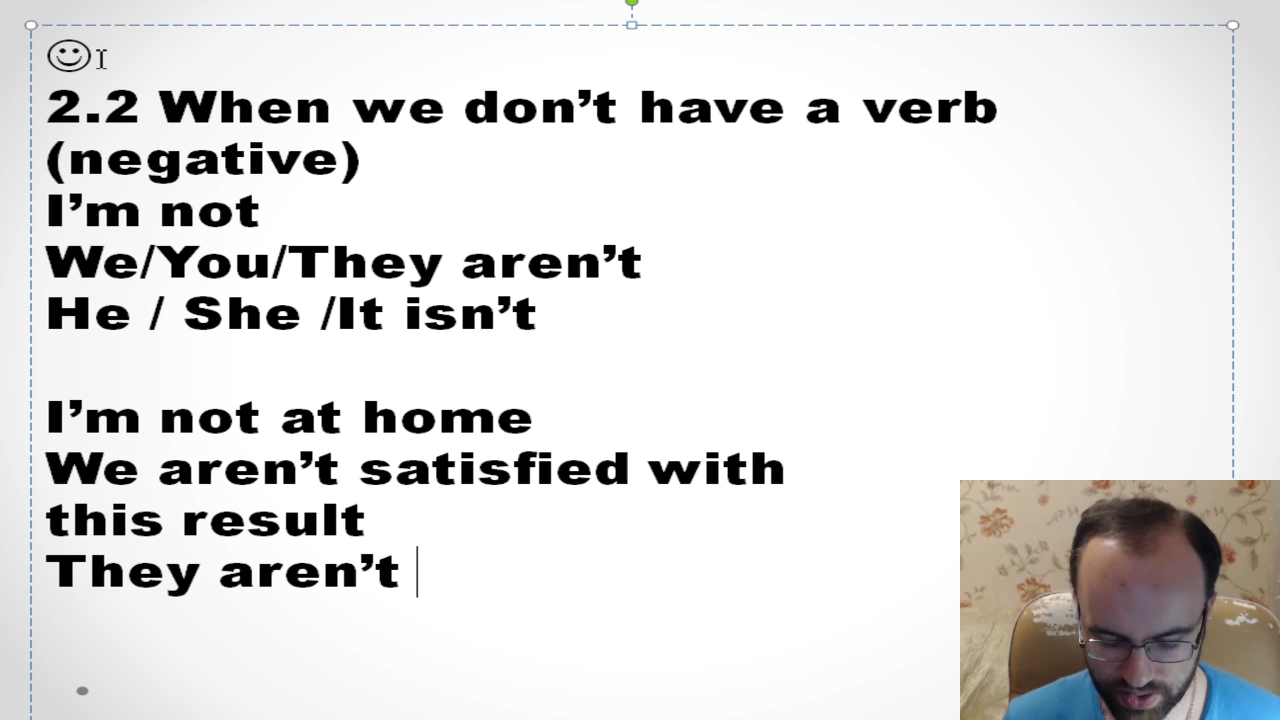 2.2 When we don’t have a verb
(negative)
I’m not
We/You/They aren’t
He / She /It isn’t
I’m not at home
We aren’t satisfied with
this result
They aren’t